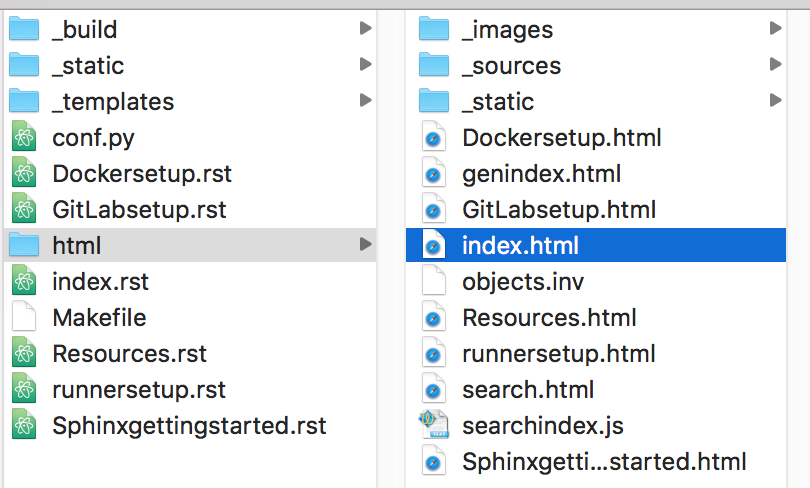 _build
_static
_templates
conf.py
Dockersetup.rst
GitLabsetup.rst
html
index.rst
Makefile
Resources.rst
runnersetup.rst
Sphinxgettingstarted.rst
_images
_sources
_static
Dockersetup.html
genindex.html
GitLabsetup.html
index.html
objects.inv
Resources.html
runnersetup.html
search.html
searchindex.js
Sphinxgetti...started.html